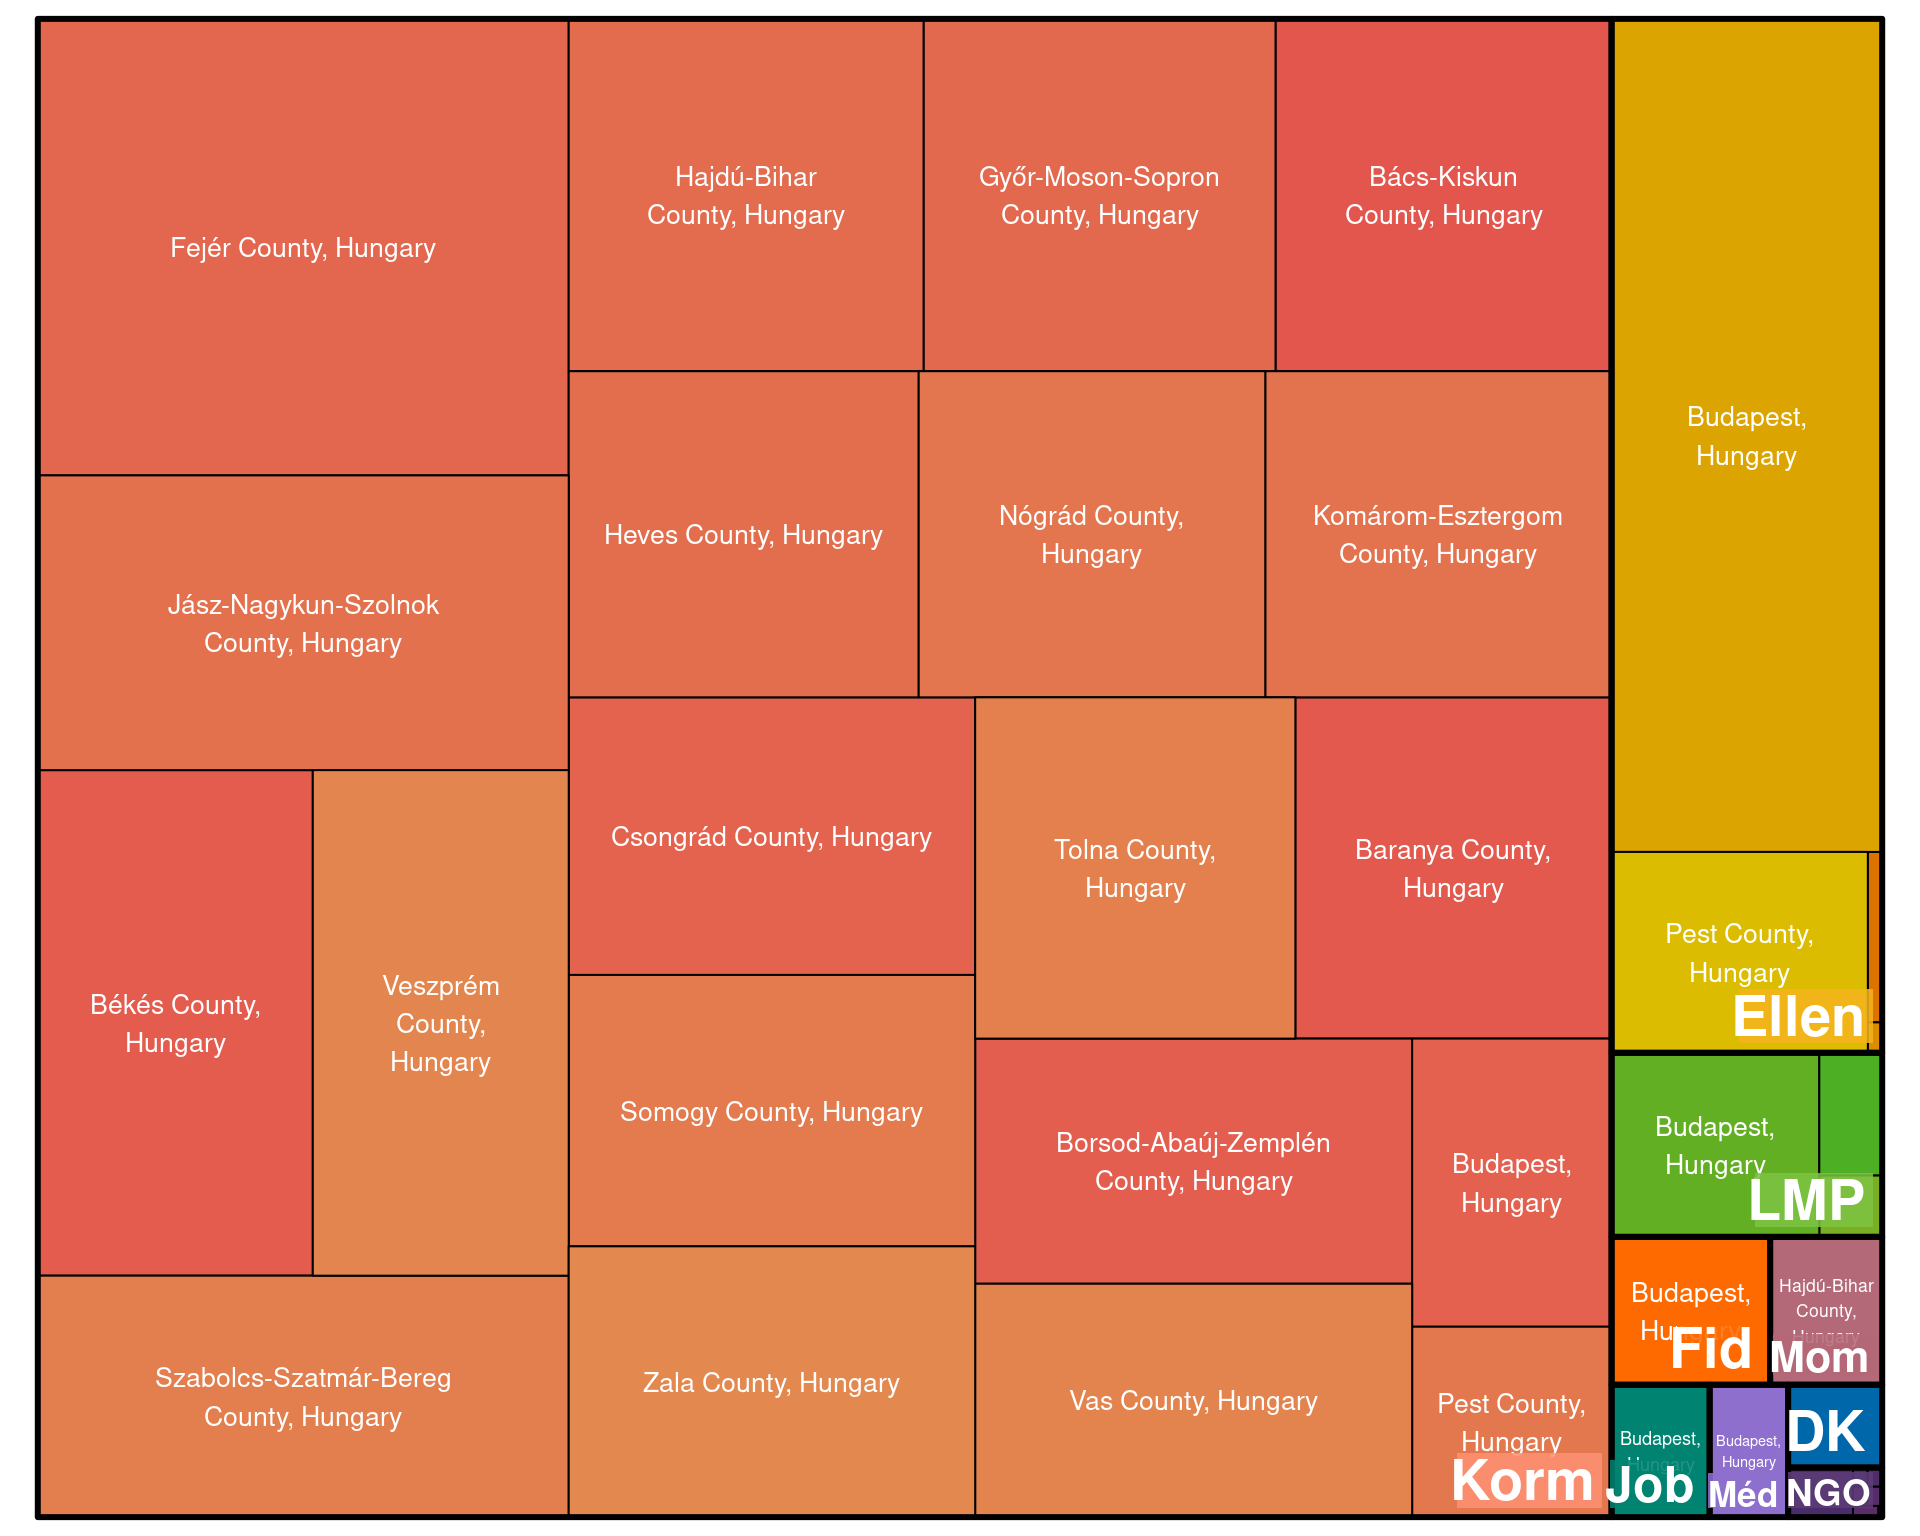 Fejér County, Hungary
Hajdú-Bihar
County, Hungary
Győr-Moson-Sopron
County, Hungary
Bács-Kiskun
County, Hungary
Budapest,
Hungary
Jász-Nagykun-Szolnok
County, Hungary
Heves County, Hungary
Nógrád County,
Hungary
Komárom-Esztergom
County, Hungary
Békés County,
Hungary
Veszprém
County,
Hungary
Csongrád County, Hungary
Tolna County,
Hungary
Baranya County,
Hungary
Pest County,
Hungary
Ellen
Somogy County, Hungary
Borsod-Abaúj-Zemplén
County, Hungary
Budapest,
Hungary
Budapest,
Hungary
LMP
Szabolcs-Szatmár-Bereg
County, Hungary
Zala County, Hungary
Vas County, Hungary
Pest County,
Hungary
Korm
Budapest,
Hungary
Fid
Hajdú-Bihar
County,
Hungary
Mom
Budapest,
Hungary
Job
Budapest,
Hungary
Méd
DK
NGO